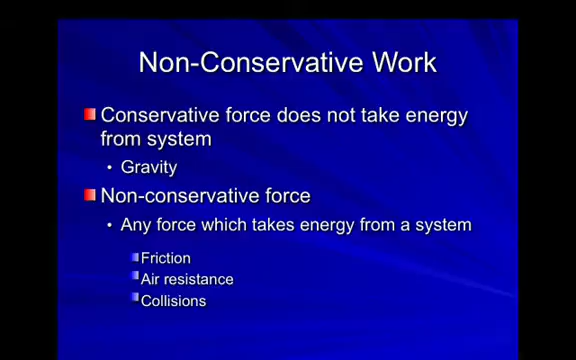 Non-Conservative Work
Conservative force does not take energy
from system
• Gravity
Non-conservative force
• Any force which takes energy from a system
Friction
Air resistance
Collisions